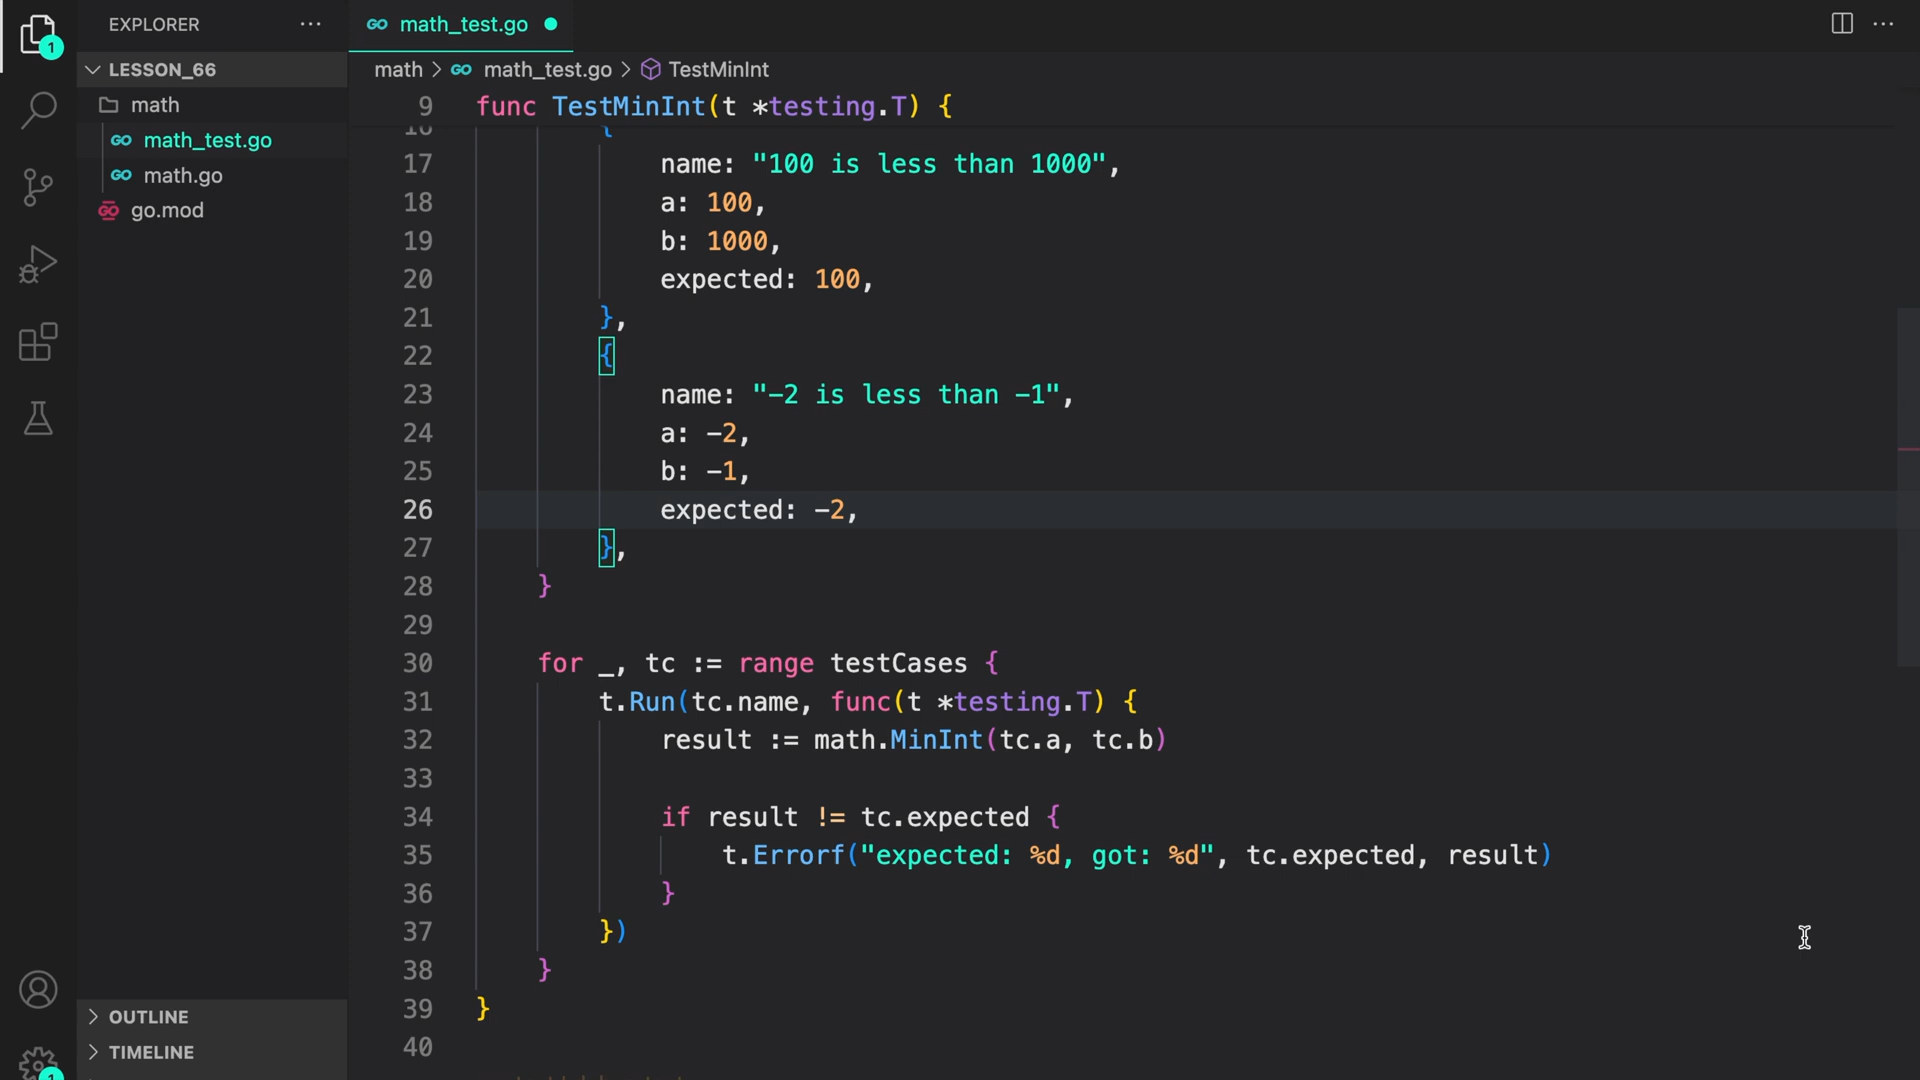 EXPLORER
math_test.go
1
LESSON_66
math
math_test.go
math.go
go.mod
OUTLINE
TIMELINE
1
math > math_test.go > TestMinInt
9 func TestMinInt(t *testing.T) {
16 {
17 name: "100 is less than 1000",
18 a: 100,
19 b: 1000,
20 expected: 100,
21 },
22 {
23 name: "-2 is less than -1",
24 a: -2,
25 b: -1,
26 expected: -2,
27 },
28 }
29
30 for _, tc := range testCases {
31 t.Run(tc.name, func(t *testing.T) {
32 result := math.MinInt(tc.a, tc.b)
33
34 if result != tc.expected {
35 t.Errorf("expected: %d, got: %d", tc.expected, result)
36 }
37 })
38 }
39 }
40